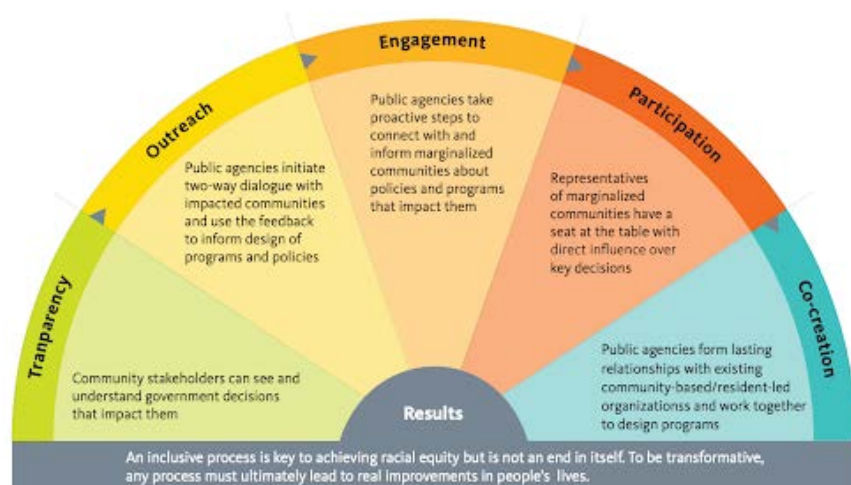 Engagement
Outreach
Participation
Tranparency
Co-creation
Public agencies take
proactive steps to
connect with and
inform marginalized
communities about
policies and programs
that impact them
Public agencies initiate
two-way dialogue with
impacted communities
and use the feedback
to inform design of
programs and policies
Representatives
of marginalized
communities have a
seat at the table with
direct influence over
key decisions
Community stakeholders can see and
understand government decisions
that impact them
Public agencies form lasting
relationships with existing
community-based/resident-led
organizationss and work together
to design programs
Results
An inclusive process is key to achieving racial equity but is not an end in itself. To be transformative,
any process must ultimately lead to real improvements in people's lives.